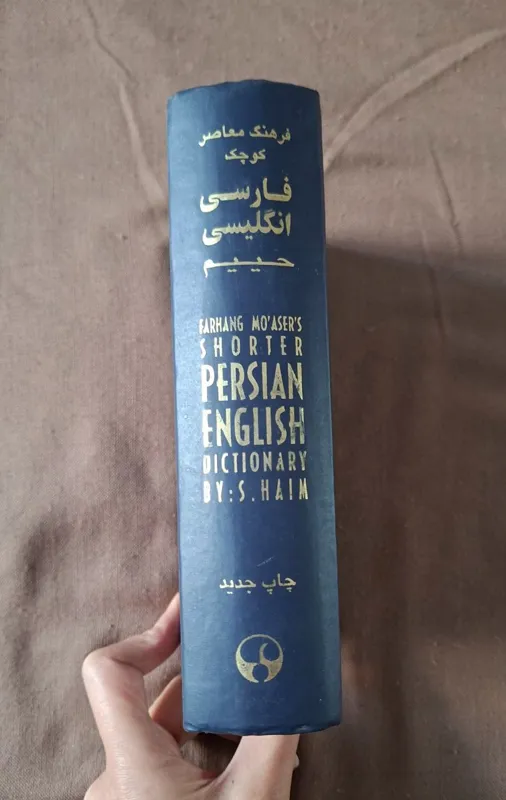 فرهنگ معاصر
کوچک
فارسی
انگلیسی
حییم
FARHANG MO'ASER'S
SHORTER
PERSIAN
ENGLISH
DICTIONARY
BY: S. HAIM
چاپ جدید